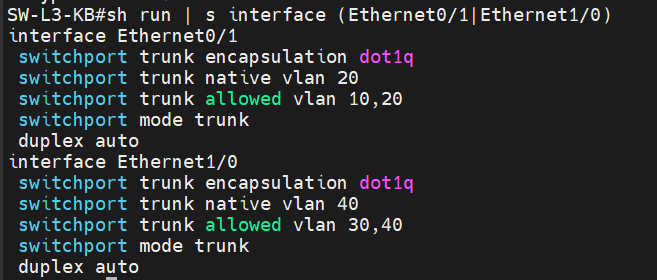 SW-L3-KB#sh run | s interface (Ethernet0/1|Ethernet1/0)
interface Ethernet0/1
 switchport trunk encapsulation dot1q
 switchport trunk native vlan 20
 switchport trunk allowed vlan 10,20
 switchport mode trunk
 duplex auto
interface Ethernet1/0
 switchport trunk encapsulation dot1q
 switchport trunk native vlan 40
 switchport trunk allowed vlan 30,40
 switchport mode trunk
 duplex auto